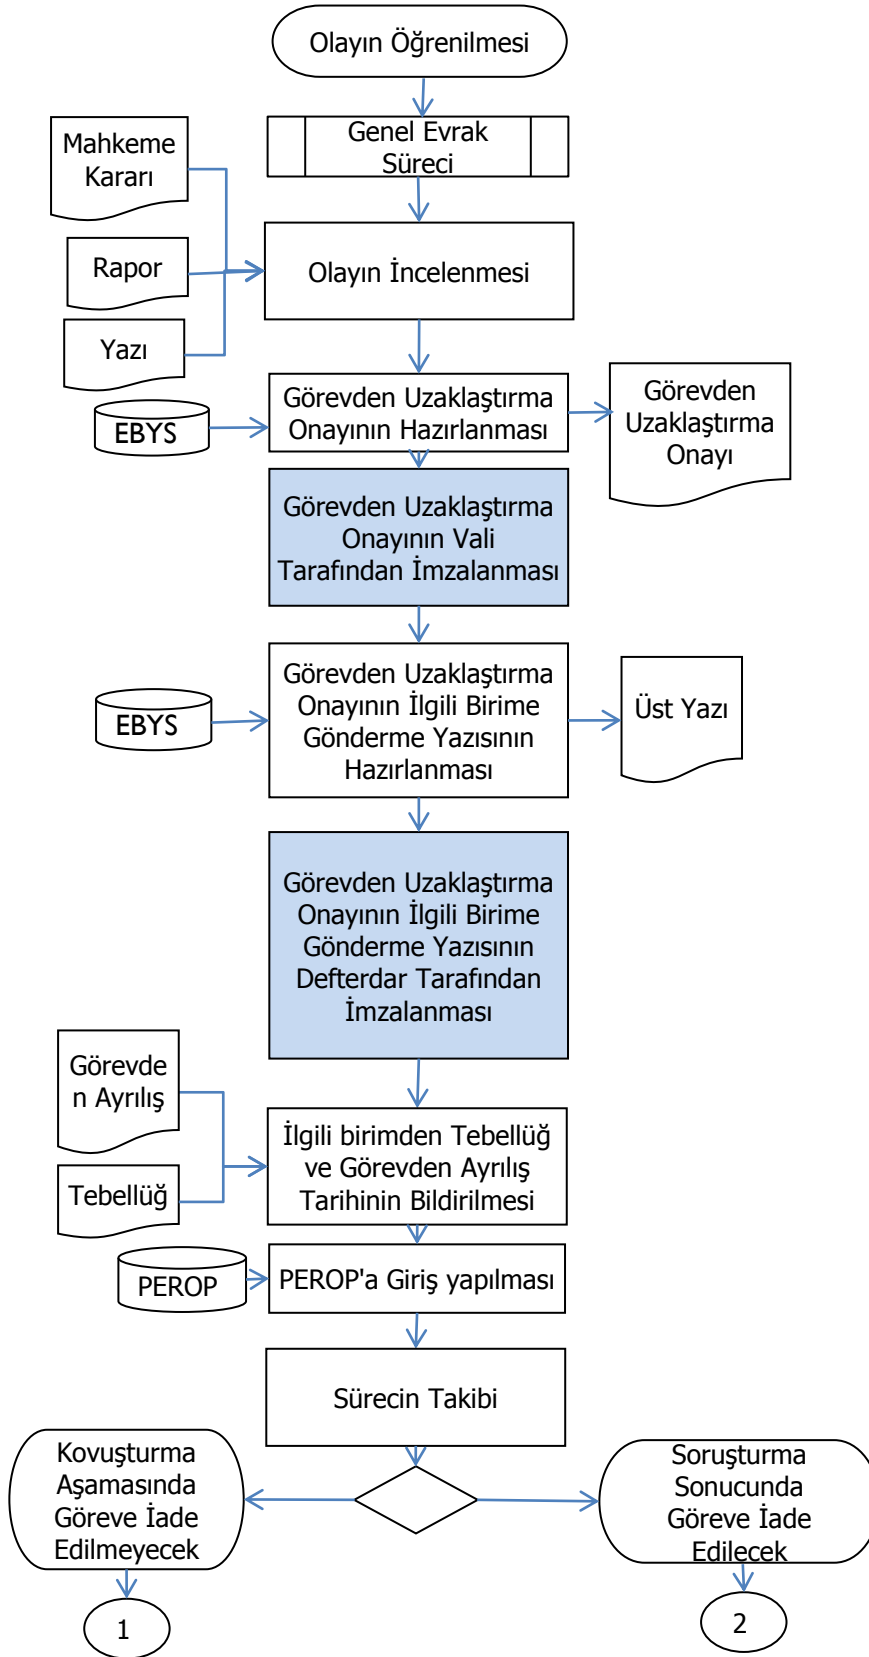 Olayın Öğrenilmesi
Genel Evrak
Süreci
Mahkeme
Kararı
Rapor
Yazı
Olayın İncelenmesi
EBYS
Görevden Uzaklaştırma
Onayının Hazırlanması
Görevden
Uzaklaştırma
Onayı
Görevden Uzaklaştırma
Onayının Vali
Tarafından İmzalanması
EBYS
Görevden Uzaklaştırma
Onayının İlgili Birime
Gönderme Yazısının
Hazırlanması
Üst Yazı
Görevden Uzaklaştırma
Onayının İlgili Birime
Gönderme Yazısının
Defterdar Tarafından
İmzalanması
Görevde
n Ayrılış
Tebellüğ
İlgili birimden Tebellüğ
ve Görevden Ayrılış
Tarihinin Bildirilmesi
PEROP
PEROP'a Giriş yapılması
Sürecin Takibi
Kovuşturma
Aşamasında
Göreve İade
Edilmeyecek
Soruşturma
Sonucunda
Göreve İade
Edilecek
1
2